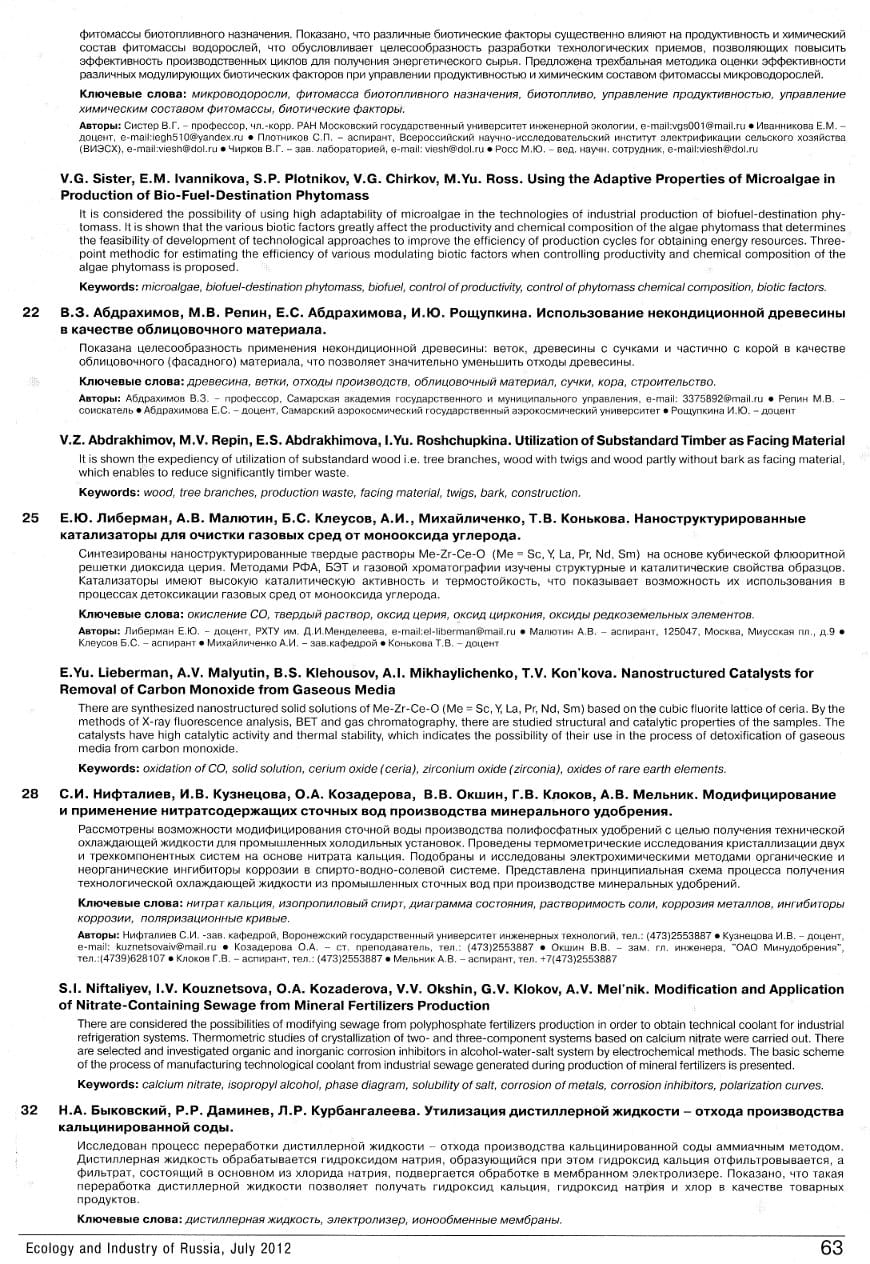 фитомассы биотопливного назначения. Показано, что различные биотические факторы существенно влияют на продуктивность и химический
состав фитомассы водорослей, что обусловливает целесообразность разработки технологических приемов, позволяющих повысить
эффективность производственных циклов для получения энергетического сырья. Предложена трехбальная методика оценки эффективности
различных модулирующих биотических факторов при управлении продуктивностью и химическим составом фитомассы микроводорослей.
Ключевые слова: микроводоросли, фитомасса биотопливного назначения, биотопливо, управление продуктивностью, управление
химическим составом фитомассы, биотические факторы.
Авторы: Систер В.Г. – профессор, чл.-корр. РАН Московский государственный университет инженерной экологии, e-mail:vgs001@mail.ru ● Иванникова Е.М. –
доцент, e-mail:iegh510@yandex.ru ● Плотников С.П. – аспирант, Всероссийский научно-исследовательский институт электрификации сельского хозяйства
(ВИЭСХ), e-mail:viesh@dol.ru ● Чирков В.Г. – зав. лабораторией, e-mail: viesh@dol.ru ● Росс М.Ю. – вед. научн. сотрудник, e-mail:viesh@dol.ru
V.G. Sister, E.M. Ivannikova, S.P. Plotnikov, V.G. Chirkov, M.Yu. Ross. Using the Adaptive Properties of Microalgae in
Production of Bio-Fuel-Destination Phytomass
It is considered the possibility of using high adaptability of microalgae in the technologies of industrial production of biofuel-destination phy-
tomass. It is shown that the various biotic factors greatly affect the productivity and chemical composition of the algae phytomass that determines
the feasibility of development of technological approaches to improve the efficiency of production cycles for obtaining energy resources. Three-
point methodic for estimating the efficiency of various modulating biotic factors when controlling productivity and chemical composition of the
algae phytomass is proposed.
Keywords: microalgae, biofuel-destination phytomass, biofuel, control of productivity, control of phytomass chemical composition, biotic factors.
22 В.З. Абдрахимов, М.В. Репин, Е.С. Абдрахимова, И.Ю. Рощупкина. Использование некондиционной древесины
в качестве облицовочного материала.
Показана целесообразность применения некондиционной древесины: веток, древесины с сучками и частично с корой в качестве
облицовочного (фасадного) материала, что позволяет значительно уменьшить отходы древесины.
Ключевые слова: древесина, ветки, отходы производств, облицовочный материал, сучки, кора, строительство.
Авторы: Абдрахимов В.З. – профессор, Самарская академия государственного и муниципального управления, e-mail: 3375892@mail.ru ● Репин М.В. –
соискатель ● Абдрахимова Е.С. – доцент, Самарский аэрокосмический государственный аэрокосмический университет ● Рощупкина И.Ю. – доцент
V.Z. Abdrakhimov, M.V. Repin, E.S. Abdrakhimova, I.Yu. Roshchupkina. Utilization of Substandard Timber as Facing Material
It is shown the expediency of utilization of substandard wood i.e. tree branches, wood with twigs and wood partly without bark as facing material,
which enables to reduce significantly timber waste.
Keywords: wood, tree branches, production waste, facing material, twigs, bark, construction.
25 Е.Ю. Либерман, А.В. Малютин, Б.С. Клеусов, А.И., Михайличенко, Т.В. Конькова. Наноструктурированные
катализаторы для очистки газовых сред от монооксида углерода.
Синтезированы наноструктурированные твердые растворы Me-Zr-Ce-O (Me = Sc, Y, La, Pr, Nd, Sm) на основе кубической флюоритной
решетки диоксида церия. Методами РФА, БЭТ и газовой хроматографии изучены структурные и каталитические свойства образцов.
Катализаторы имеют высокую каталитическую активность и термостойкость, что показывает возможность их использования в
процессах детоксикации газовых сред от монооксида углерода.
Ключевые слова: окисление СО, твердый раствор, оксид церия, оксид циркония, оксиды редкоземельных элементов.
Авторы: Либерман Е.Ю. – доцент, РХТУ им. Д.И.Менделеева, e-mail:el-liberman@mail.ru ● Малютин А.В. – аспирант, 125047, Москва, Миусская пл., д.9 ●
Клеусов Б.С. – аспирант ● Михайличенко А.И. – зав.кафедрой ● Конькова Т.В. – доцент
E.Yu. Lieberman, A.V. Malyutin, B.S. Klehousov, A.I. Mikhaylichenko, T.V. Kon'kova. Nanostructured Catalysts for
Removal of Carbon Monoxide from Gaseous Media
There are synthesized nanostructured solid solutions of Me-Zr-Ce-O (Me = Sc, Y, La, Pr, Nd, Sm) based on the cubic fluorite lattice of ceria. By the
methods of X-ray fluorescence analysis, BET and gas chromatography, there are studied structural and catalytic properties of the samples. The
catalysts have high catalytic activity and thermal stability, which indicates the possibility of their use in the process of detoxification of gaseous
media from carbon monoxide.
Keywords: oxidation of CO, solid solution, cerium oxide (ceria), zirconium oxide (zirconia), oxides of rare earth elements.
28 С.И. Нифталиев, И.В. Кузнецова, О.А. Козадерова, В.В. Окшин, Г.В. Клоков, А.В. Мельник. Модифицирование
и применение нитратсодержащих сточных вод производства минерального удобрения.
Рассмотрены возможности модифицирования сточной воды производства полифосфатных удобрений с целью получения технической
охлаждающей жидкости для промышленных холодильных установок. Проведены термометрические исследования кристаллизации двух
и трехкомпонентных систем на основе нитрата кальция. Подобраны и исследованы электрохимическими методами органические и
неорганические ингибиторы коррозии в спирто-водно-солевой системе. Представлена принципиальная схема процесса получения
технологической охлаждающей жидкости из промышленных сточных вод при производстве минеральных удобрений.
Ключевые слова: нитрат кальция, изопропиловый спирт, диаграмма состояния, растворимость соли, коррозия металлов, ингибиторы
коррозии, поляризационные кривые.
Авторы: Нифталиев С.И. -зав. кафедрой, Воронежский государственный университет инженерных технологий, тел.: (473)2553887 ● Кузнецова И.В. – доцент,
e-mail: kuznetsovaiv@mail.ru ● Козадерова О.А. – ст. преподаватель, тел.: (473)2553887 ● Окшин В.В. – зам. гл. инженера, "ОАО Минудобрения",
тел.:(4739)628107 ● Клоков Г.В. – аспирант, тел.: (473)2553887 ● Мельник А.В. – аспирант, тел. +7(473)2553887
S.I. Niftaliyev, I.V. Kouznetsova, O.A. Kozaderova, V.V. Okshin, G.V. Klokov, A.V. Mel'nik. Modification and Application
of Nitrate-Containing Sewage from Mineral Fertilizers Production
There are considered the possibilities of modifying sewage from polyphosphate fertilizers production in order to obtain technical coolant for industrial
refrigeration systems. Thermometric studies of crystallization of two- and three-component systems based on calcium nitrate were carried out. There
are selected and investigated organic and inorganic corrosion inhibitors in alcohol-water-salt system by electrochemical methods. The basic scheme
of the process of manufacturing technological coolant from industrial sewage generated during production of mineral fertilizers is presented.
Keywords: calcium nitrate, isopropyl alcohol, phase diagram, solubility of salt, corrosion of metals, corrosion inhibitors, polarization curves.
32 Н.А. Быковский, Р.Р. Даминев, Л.Р. Курбангалеева. Утилизация дистиллерной жидкости – отхода производства
кальцинированной соды.
Исследован процесс переработки дистиллерной жидкости – отхода производства кальцинированной соды аммиачным методом.
Дистиллерная жидкость обрабатывается гидроксидом натрия, образующийся при этом гидроксид кальция отфильтровывается, а
фильтрат, состоящий в основном из хлорида натрия, подвергается обработке в мембранном электролизере. Показано, что такая
переработка дистиллерной жидкости позволяет получать гидроксид кальция, гидроксид натрия и хлор в качестве товарных
продуктов.
Ключевые слова: дистиллерная жидкость, электролизер, ионообменные мембраны.
Ecology and Industry of Russia, July 2012 63